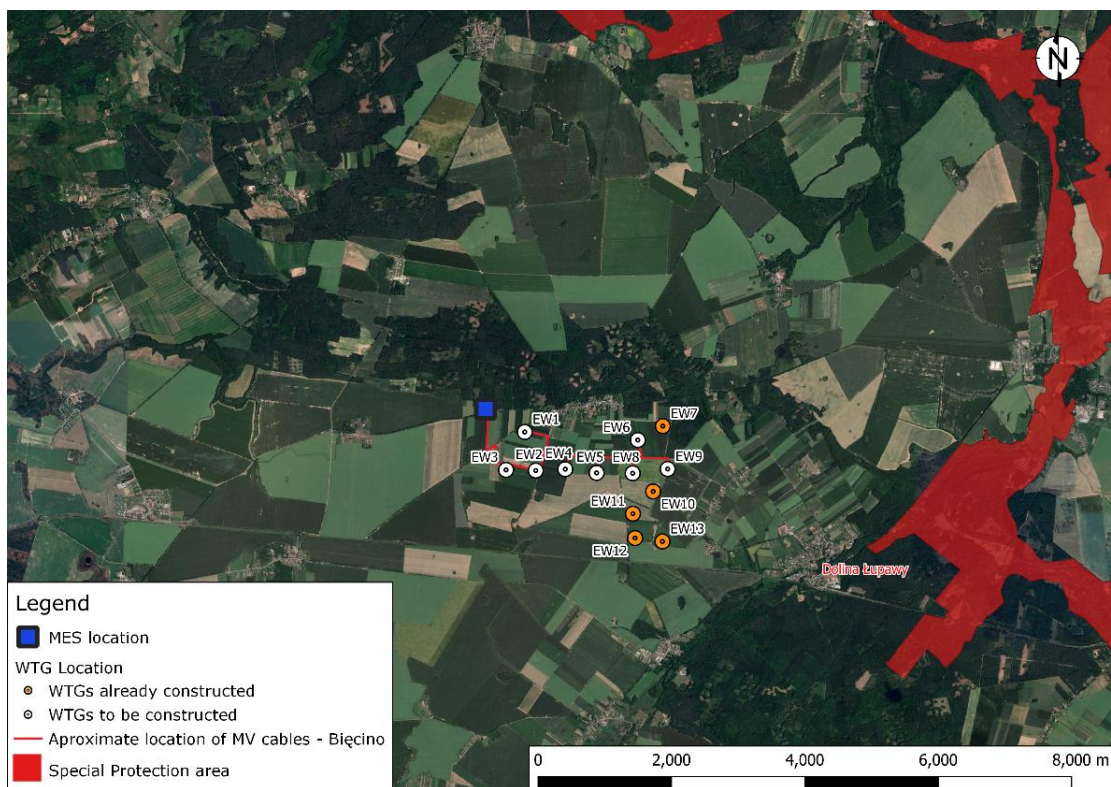 N
EW1
EW7
EW6
EW3
EW2
EW4
EW5
EW8
EW9
EW11
EW10
EW12
EW13
Dolina Łupawy
Legend
MES location
WTG Location
WTGs already constructed
WTGs to be constructed
Aproximate location of MV cables - Bięcino
Special Protection area
0 2,000 4,000 6,000 8,000 m